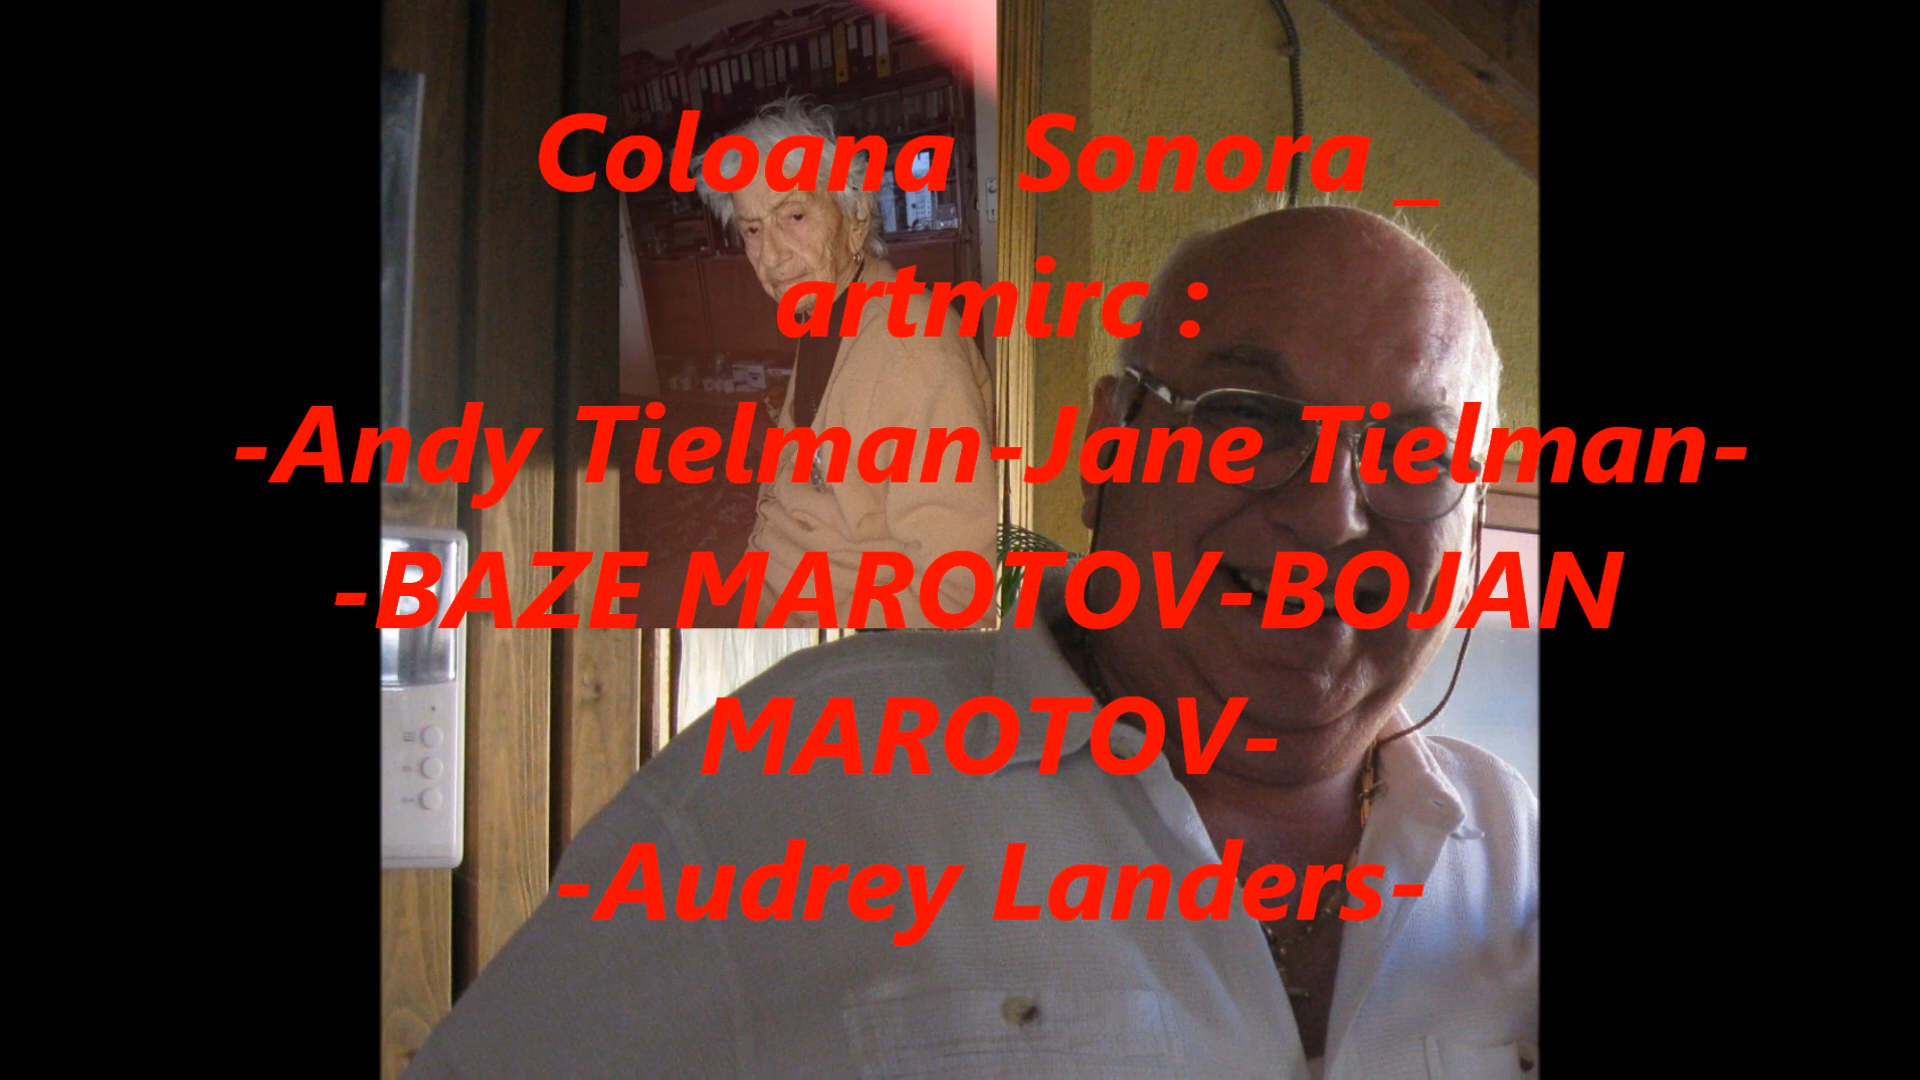 Coloana Sonora _
artmirc :
-Andy Tielman-Jane Tielman-
-BAZE MAROTOV-BOJAN
MAROTOV-
-Audrey Landers-